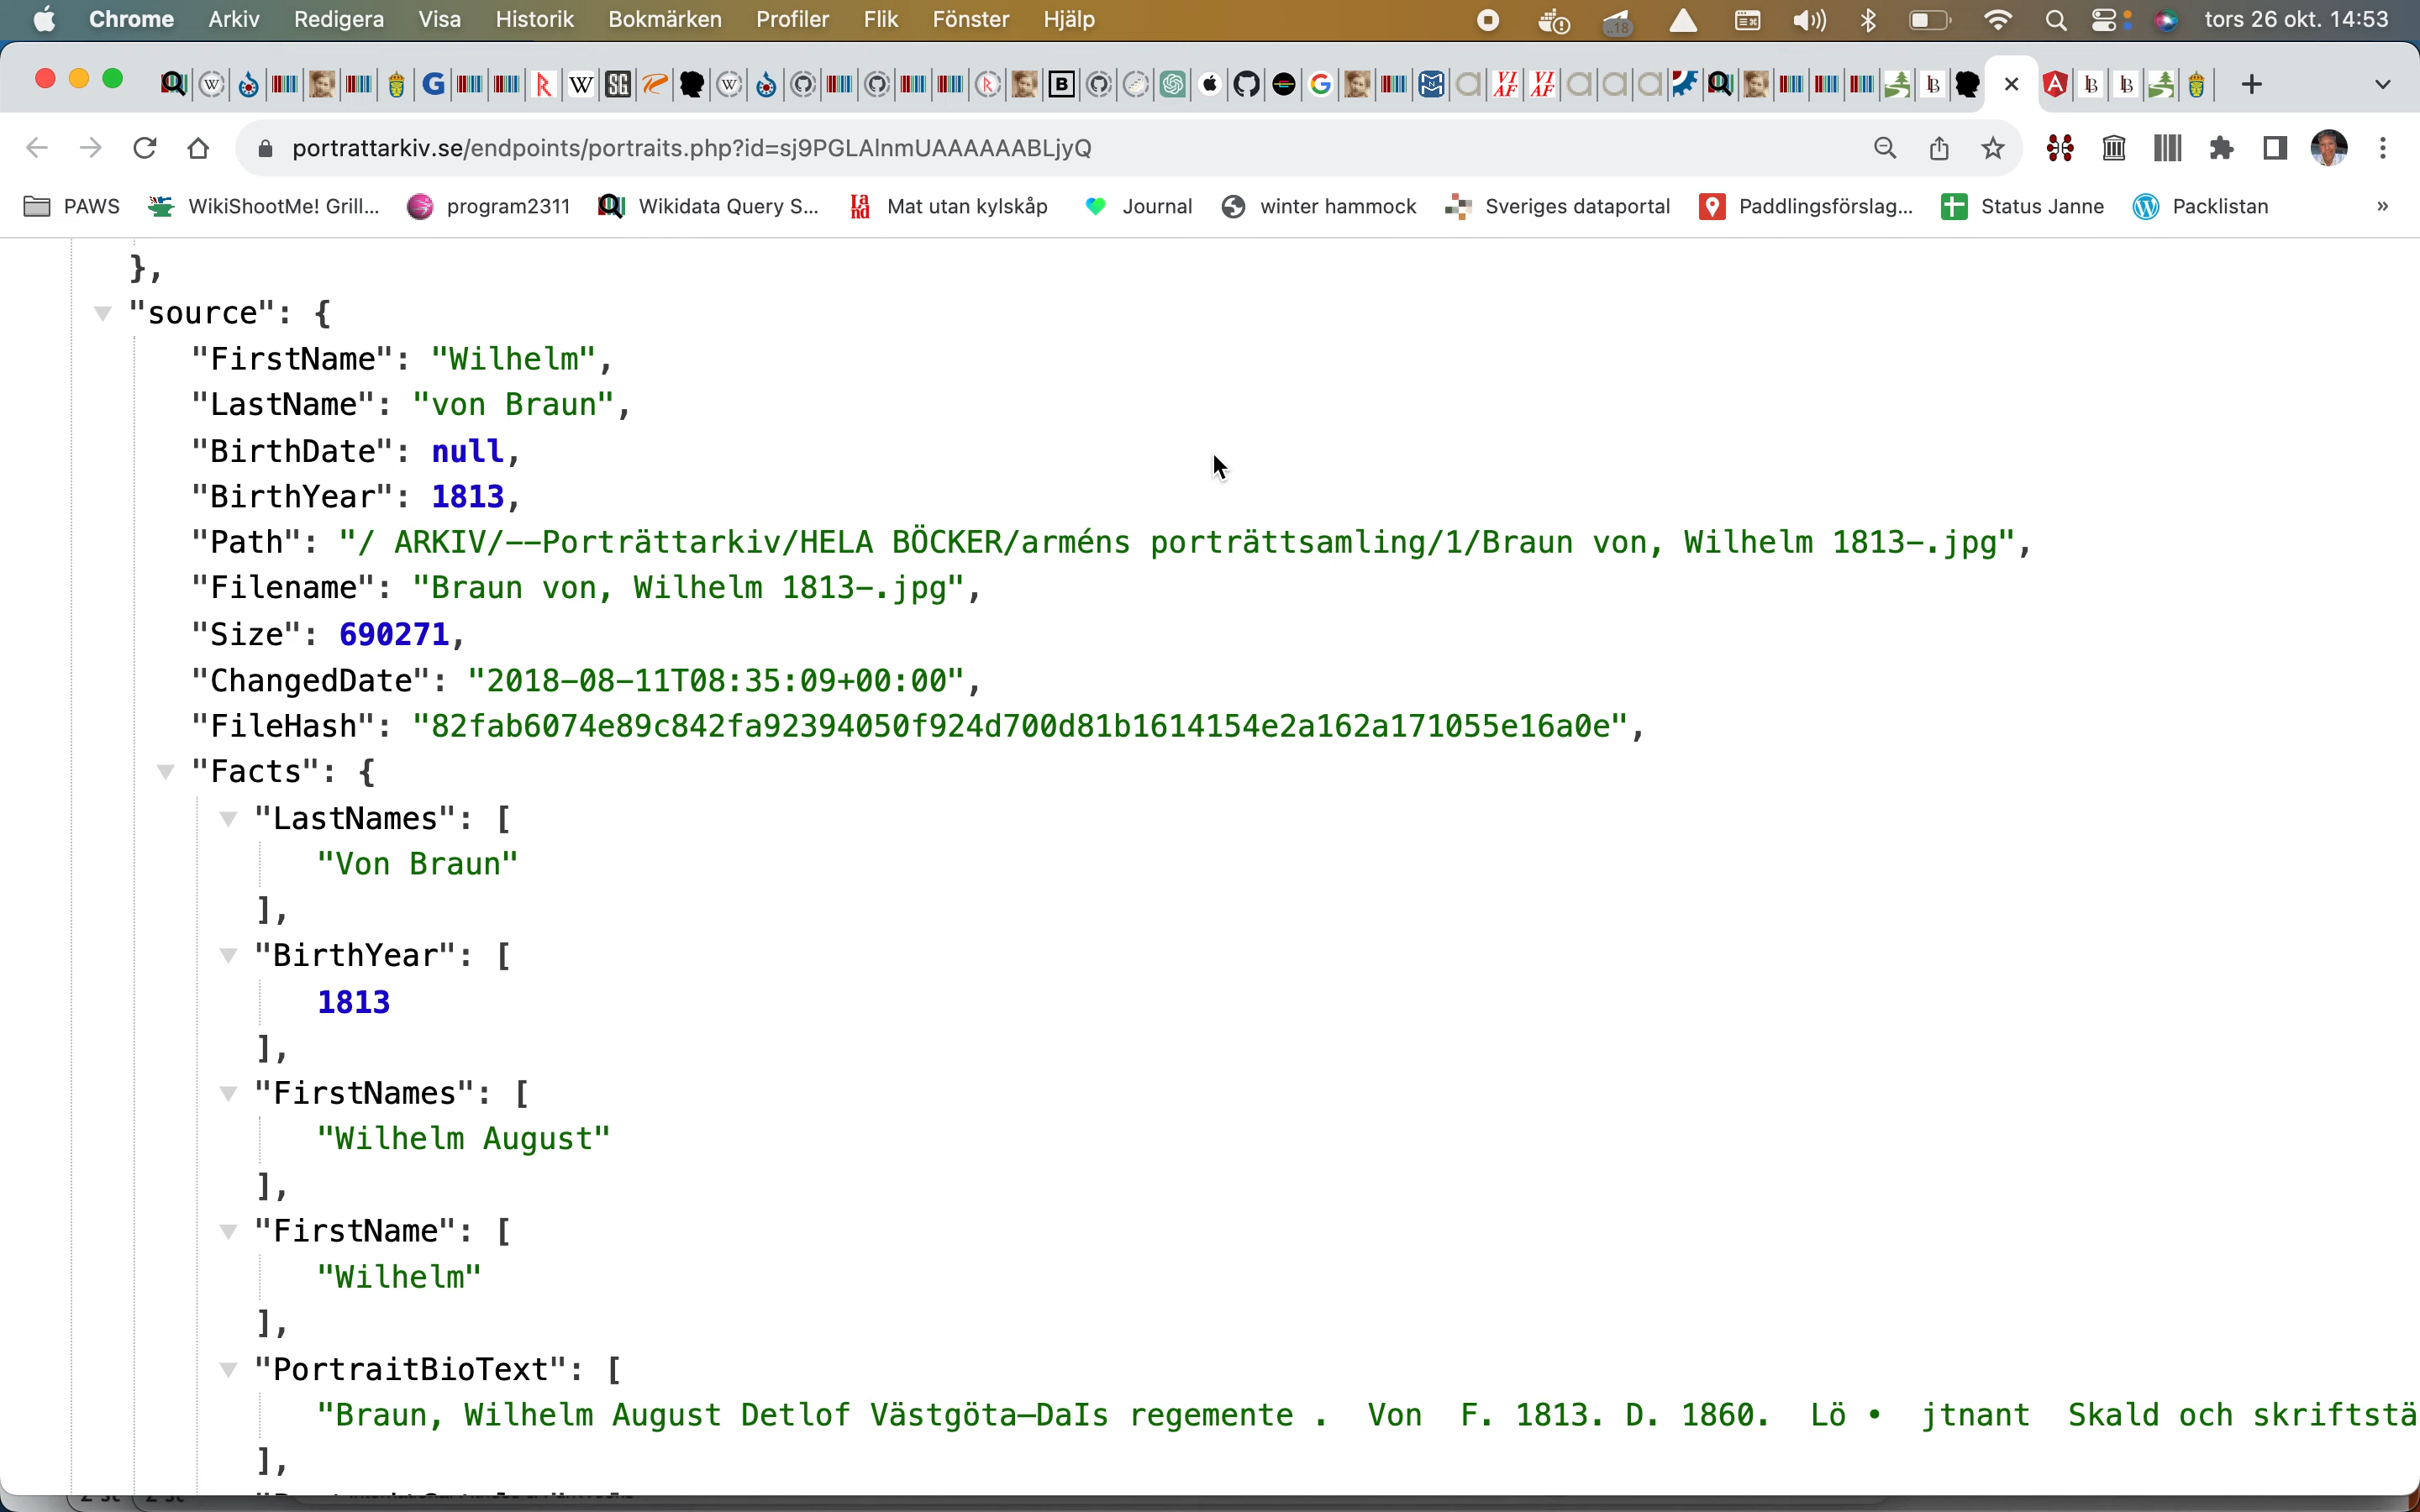 Chrome Arkiv Redigera Visa Historik Bokmärken Profiler Flik Fönster Hjälp tors 26 okt. 14:53
portrattarkiv.se/endpoints/portraits.php?id=sj9PGLAlnmUAAAAAABLjyQ
PAWS WikiShootMe! Grill... program2311 Wikidata Query S... Mat utan kylskåp Journal winter hammock Sveriges dataportal Paddlingsförslag... Status Janne Packlistan »
},
"source": {
"FirstName": "Wilhelm",
"LastName": "von Braun",
"BirthDate": null,
"BirthYear": 1813,
"Path": "/ ARKIV/--Porträttarkiv/HELA BÖCKER/arméns porträttsamling/1/Braun von, Wilhelm 1813-.jpg",
"Filename": "Braun von, Wilhelm 1813-.jpg",
"Size": 690271,
"ChangedDate": "2018-08-11T08:35:09+00:00",
"FileHash": "82fab6074e89c842fa92394050f924d700d81b1614154e2a162a171055e16a0e",
"Facts": {
"LastNames": [
"Von Braun"
],
"BirthYear": [
1813
],
"FirstNames": [
"Wilhelm August"
],
"FirstName": [
"Wilhelm"
],
"PortraitBioText": [
"Braun, Wilhelm August Detlof Västgöta–DaIs regemente . Von F. 1813. D. 1860. Lö • jtnant Skald och skriftstä
],